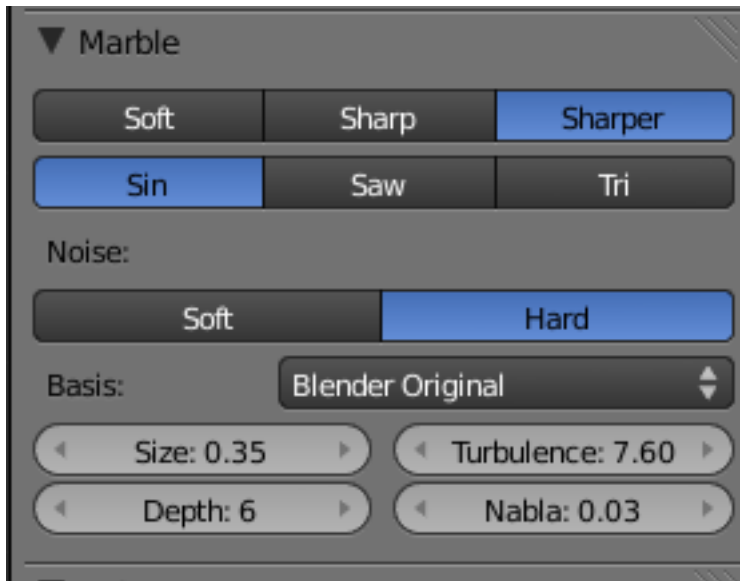 Marble
Soft Sharp Sharper
Sin Saw Tri
Noise:
Soft Hard
Basis: Blender Original
Size: 0.35 Turbulence: 7.60
Depth: 6 Nabla: 0.03